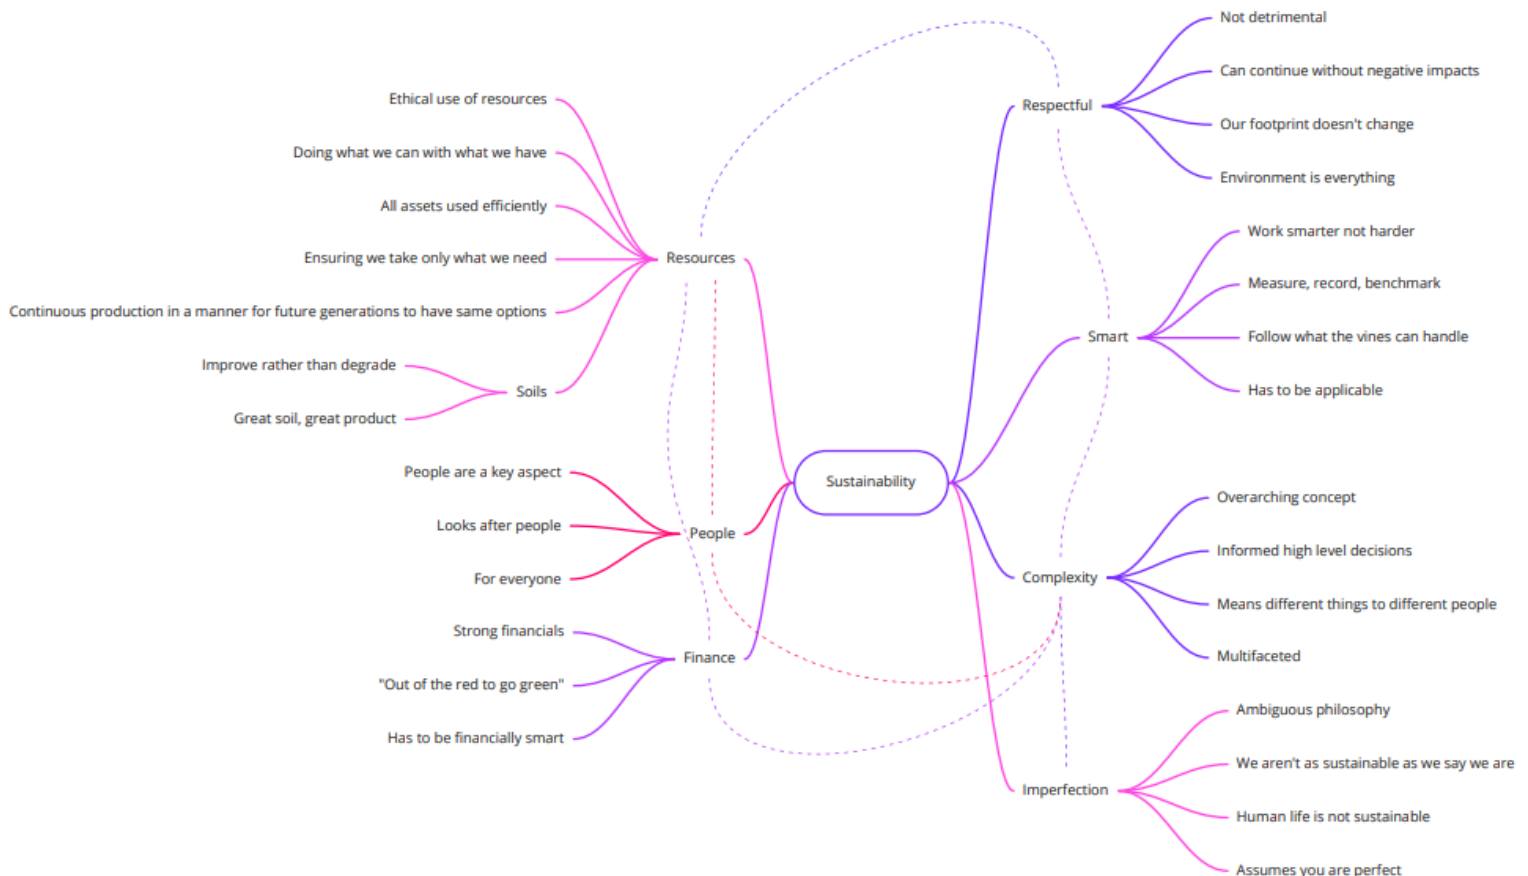 Sustainability
Respectful
Not detrimental
Can continue without negative impacts
Our footprint doesn't change
Environment is everything
Smart
Work smarter not harder
Measure, record, benchmark
Follow what the vines can handle
Has to be applicable
Complexity
Overarching concept
Informed high level decisions
Means different things to different people
Multifaceted
Imperfection
Ambiguous philosophy
We aren't as sustainable as we say we are
Human life is not sustainable
Assumes you are perfect
Resources
Ethical use of resources
Doing what we can with what we have
All assets used efficiently
Ensuring we take only what we need
Continuous production in a manner for future generations to have same options
Soils
Improve rather than degrade
Great soil, great product
People
People are a key aspect
Looks after people
For everyone
Finance
Strong financials
"Out of the red to go green"
Has to be financially smart